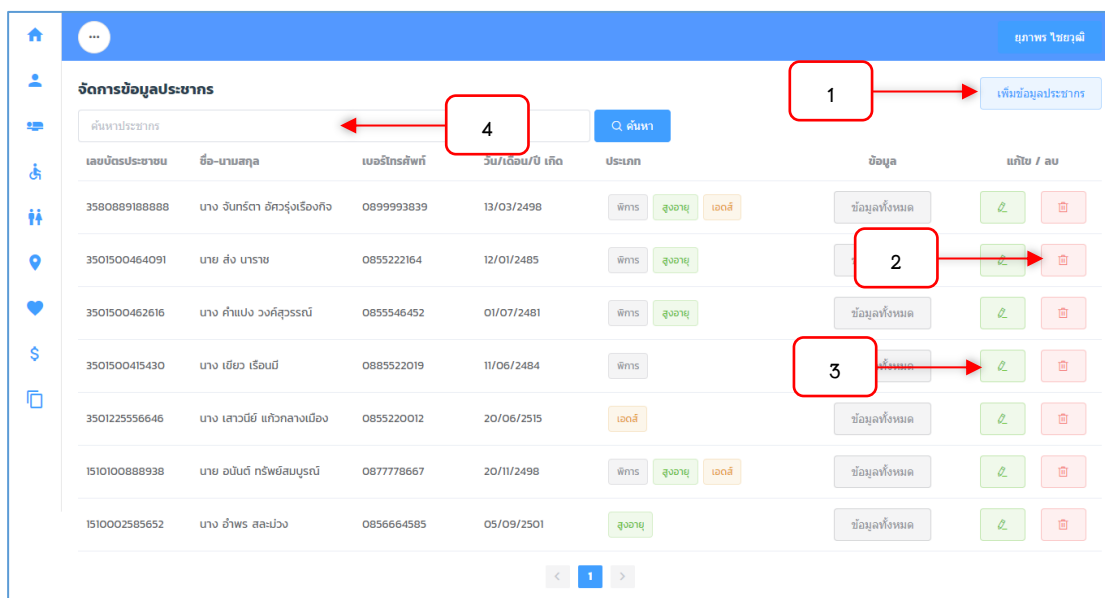 ...
ยุภาพร ไชยวุฒิ
จัดการข้อมูลประชากร
1
เพิ่มข้อมูลประชากร
ค้นหาประชากร
4
ค้นหา
เลขบัตรประชาชน ชื่อ-นามสกุล เบอร์โทรศัพท์ วัน/เดือน/ปี เกิด ประเภท ข้อมูล แก้ไข / ลบ
3580889188888 นาง จันทร์ตา อัศวรุ่งเรืองกิจ 0899993839 13/03/2498 พิการ สูงอายุ เอดส์ ข้อมูลทั้งหมด
3501500464091 นาย ส่ง นาราช 0855222164 12/01/2485 พิการ สูงอายุ
2
3501500462616 นาง คำแปง วงค์สุวรรณ์ 0855546452 01/07/2481 พิการ สูงอายุ ข้อมูลทั้งหมด
3501500415430 นาง เขียว เรือนมี 0885522019 11/06/2484 พิการ
3
3501225556646 นาง เสาวนีย์ แก้วกลางเมือง 0855220012 20/06/2515 เอดส์ ข้อมูลทั้งหมด
1510100888938 นาย อนันต์ ทรัพย์สมบูรณ์ 0877778667 20/11/2498 พิการ สูงอายุ เอดส์ ข้อมูลทั้งหมด
1510002585652 นาง อำพร สละม่วง 0856664585 05/09/2501 สูงอายุ ข้อมูลทั้งหมด
< 1 >